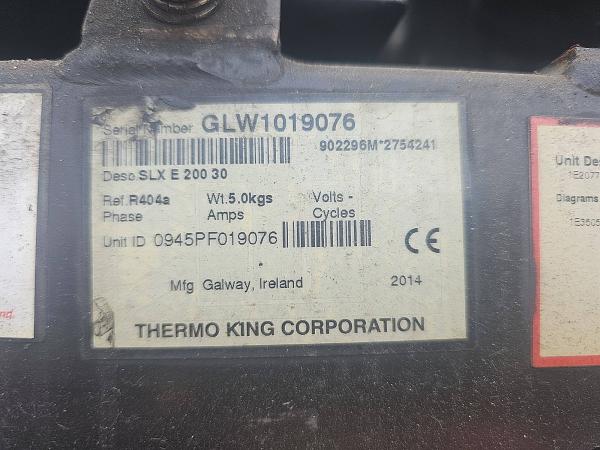 Serial Number GLW1019076
902296M*2754241
Desc. SLX E 200 30
Ref. R404a Wt. 5.0kgs Volts -
Phase Amps Cycles
Unit ID 0945PF019076
CE
Mfg Galway, Ireland 2014
THERMO KING CORPORATION
Unit Des
1E2077
Diagrams